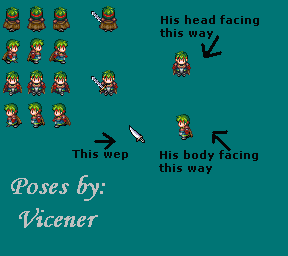 His head facing
this way
This wep
His body facing
this way
Poses by:
Vicener